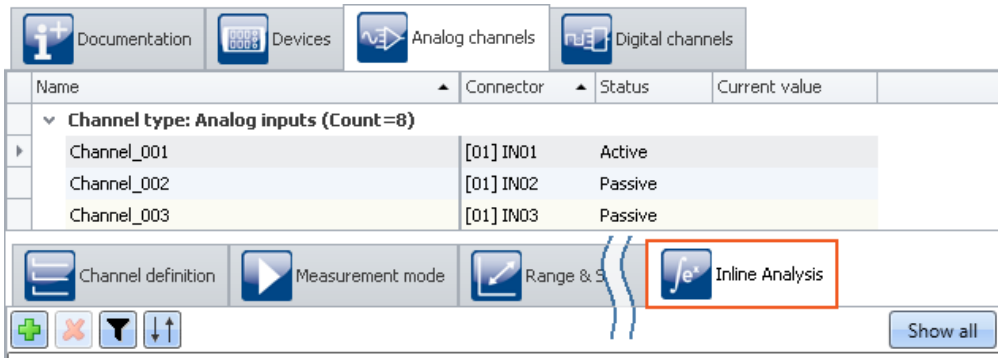 Documentation Devices Analog channels Digital channels
Name Connector Status Current value
Channel type: Analog inputs (Count=8)
Channel_001 [01] IN01 Active
Channel_002 [01] IN02 Passive
Channel_003 [01] IN03 Passive
Channel definition Measurement mode Range & S Inline Analysis
Show all